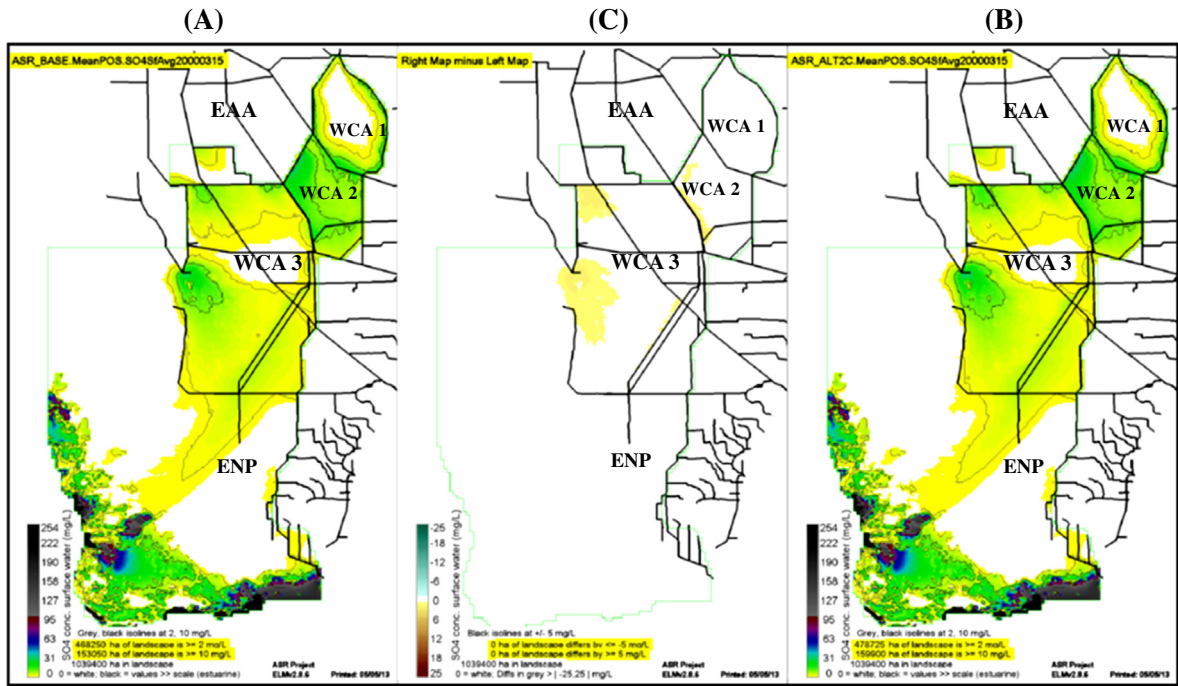 (A)
(C)
(B)
ASR_BASE.MeanPOS.SO4SfAvg20000315
Right Map minus Left Map
ASR_ALT2C.MeanPOS.SO4SfAvg20000315
EAA
WCA 1
WCA 2
WCA 3
ENP
254
222
190
158
127
95
63
31
0
SO4 conc. surface water (mg/L)
Grey, black isolines at 2, 10 mg/L
468250 ha of landscape is >= 2 mg/L
153050 ha of landscape is >= 10 mg/L
1039400 ha in landscape
0 = white; black = values >> scale (estuarine)
ASR Project
ELMv2.8.6
Printed: 05/05/13
EAA
WCA 1
WCA 2
WCA 3
ENP
-25
-18
-12
-6
0
6
12
18
25
SO4 conc. surface water (mg/L)
Black isolines at +/- 5 mg/L
0 ha of landscape differs by <= -5 mg/L
0 ha of landscape differs by >= 5 mg/L
1039400 ha in landscape
0 = white; Diffs in grey > | -25,25 | mg/L
ASR Project
ELMv2.8.6
Printed: 05/05/13
EAA
WCA 1
WCA 2
WCA 3
ENP
254
222
190
158
127
95
63
31
0
SO4 conc. surface water (mg/L)
Grey, black isolines at 2, 10 mg/L
478725 ha of landscape is >= 2 mg/L
159900 ha of landscape is >= 10 mg/L
1039400 ha in landscape
0 = white; black = values >> scale (estuarine)
ASR Project
ELMv2.8.6
Printed: 05/05/13